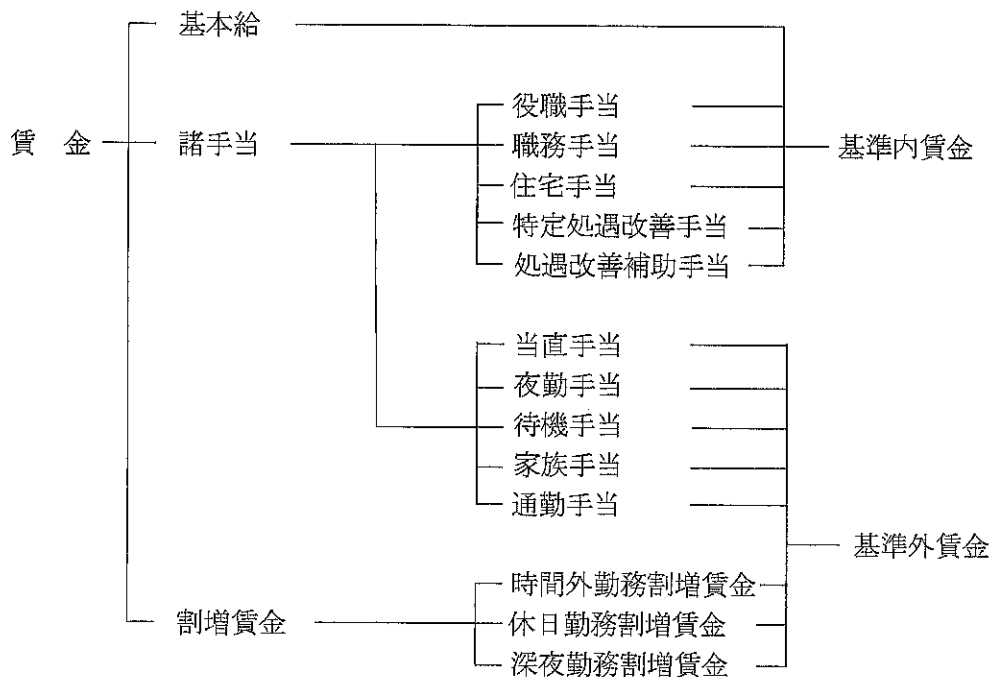 基本給
役職手当
賃 金 諸手当 職務手当 基準内賃金
住宅手当
特定処遇改善手当
処遇改善補助手当
当直手当
夜勤手当
待機手当
家族手当
通勤手当
基準外賃金
時間外勤務割増賃金
割増賃金 休日勤務割増賃金
深夜勤務割増賃金